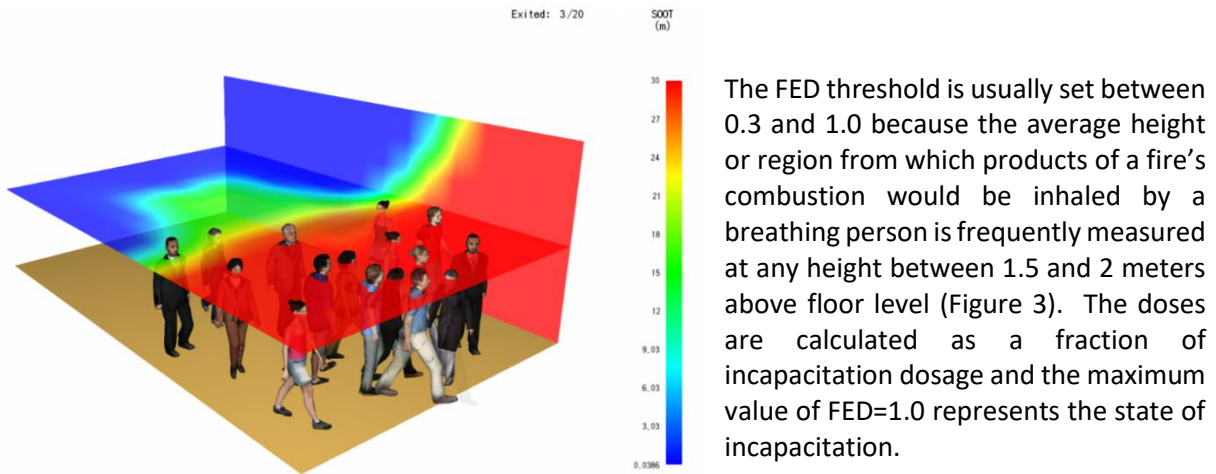 Exited: 3/20
SOOT
(m)
30
27
24
21
18
15
12
9,03
6,03
3,03
0,0386
The FED threshold is usually set between
0.3 and 1.0 because the average height
or region from which products of a fire’s
combustion would be inhaled by a
breathing person is frequently measured
at any height between 1.5 and 2 meters
above floor level (Figure 3). The doses
are calculated as a fraction of
incapacitation dosage and the maximum
value of FED=1.0 represents the state of
incapacitation.